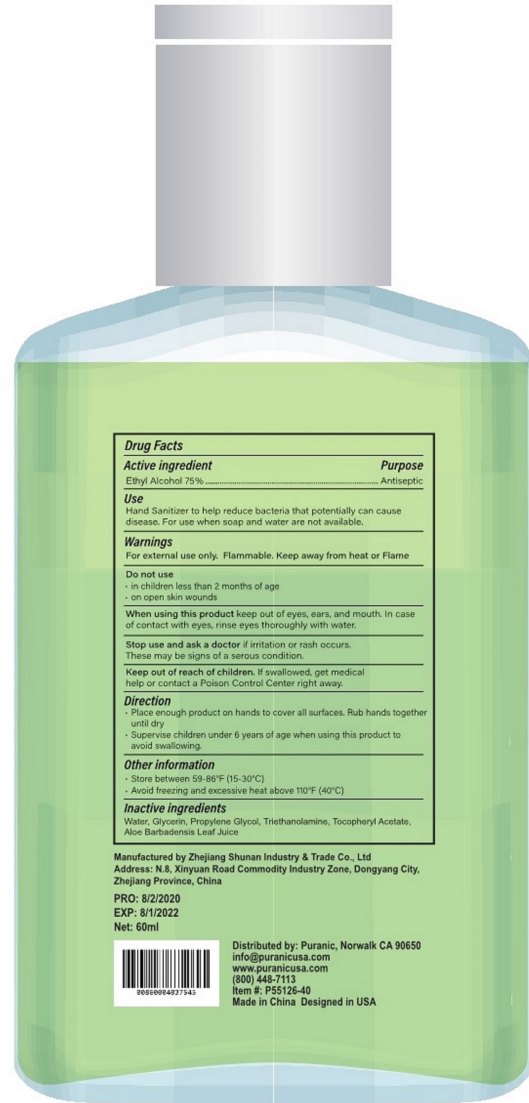 Drug Facts
Active ingredient Purpose
Ethyl Alcohol 75% Antiseptic
Use
Hand Sanitizer to help reduce bacteria that potentially can cause
disease. For use when soap and water are not available.
Warnings
For external use only. Flammable. Keep away from heat or Flame
Do not use
· in children less than 2 months of age
· on open skin wounds
When using this product keep out of eyes, ears, and mouth. In case
of contact with eyes, rinse eyes thoroughly with water.
Stop use and ask a doctor if irritation or rash occurs.
These may be signs of a serous condition.
Keep out of reach of children. If swallowed, get medical
help or contact a Poison Control Center right away.
Direction
· Place enough product on hands to cover all surfaces. Rub hands together
until dry
· Supervise children under 6 years of age when using this product to
avoid swallowing.
Other information
· Store between 59-86°F (15-30°C)
· Avoid freezing and excessive heat above 110°F (40°C)
Inactive ingredients
Water, Glycerin, Propylene Glycol, Triethanolamine, Tocopheryl Acetate,
Aloe Barbadensis Leaf Juice
Manufactured by Zhejiang Shunan Industry & Trade Co., Ltd
Address: N.8, Xinyuan Road Commodity Industry Zone, Dongyang City,
Zhejiang Province, China
PRO: 8/2/2020
EXP: 8/1/2022
Net: 60ml
Distributed by: Puranic, Norwalk CA 90650
info@puranicusa.com
www.puranicusa.com
(800) 448-7113
Item #: P55126-40
Made in China Designed in USA